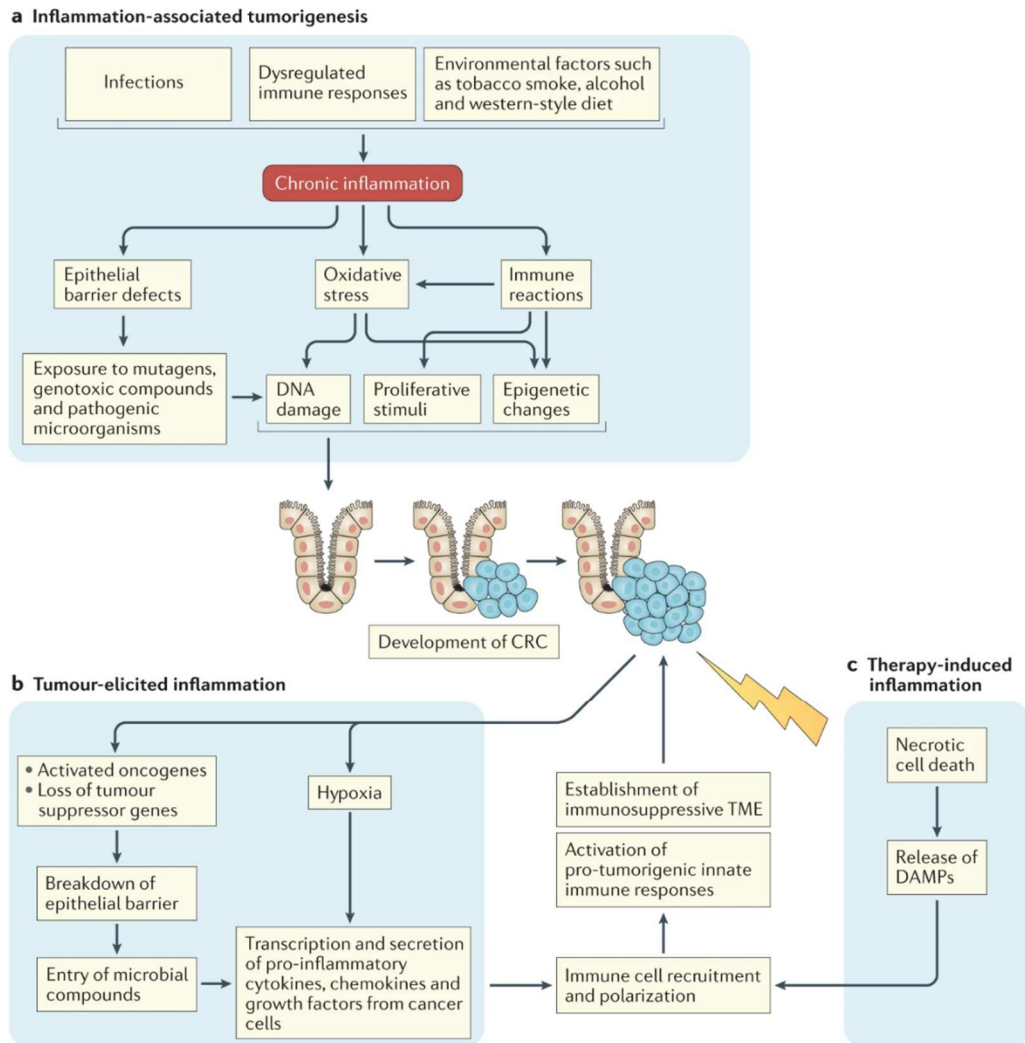 a Inflammation-associated tumorigenesis
Infections
Dysregulated
immune responses
Environmental factors such
as tobacco smoke, alcohol
and western-style diet
Chronic inflammation
Epithelial
barrier defects
Oxidative
stress
Immune
reactions
Exposure to mutagens,
genotoxic compounds
and pathogenic
microorganisms
DNA
damage
Proliferative
stimuli
Epigenetic
changes
Development of CRC
b Tumour-elicited inflammation
• Activated oncogenes
• Loss of tumour
suppressor genes
Hypoxia
Breakdown of
epithelial barrier
Entry of microbial
compounds
Transcription and secretion
of pro-inflammatory
cytokines, chemokines and
growth factors from cancer
cells
Establishment of
immunosuppressive TME
Activation of
pro-tumorigenic innate
immune responses
Immune cell recruitment
and polarization
c Therapy-induced
inflammation
Necrotic
cell death
Release of
DAMPs